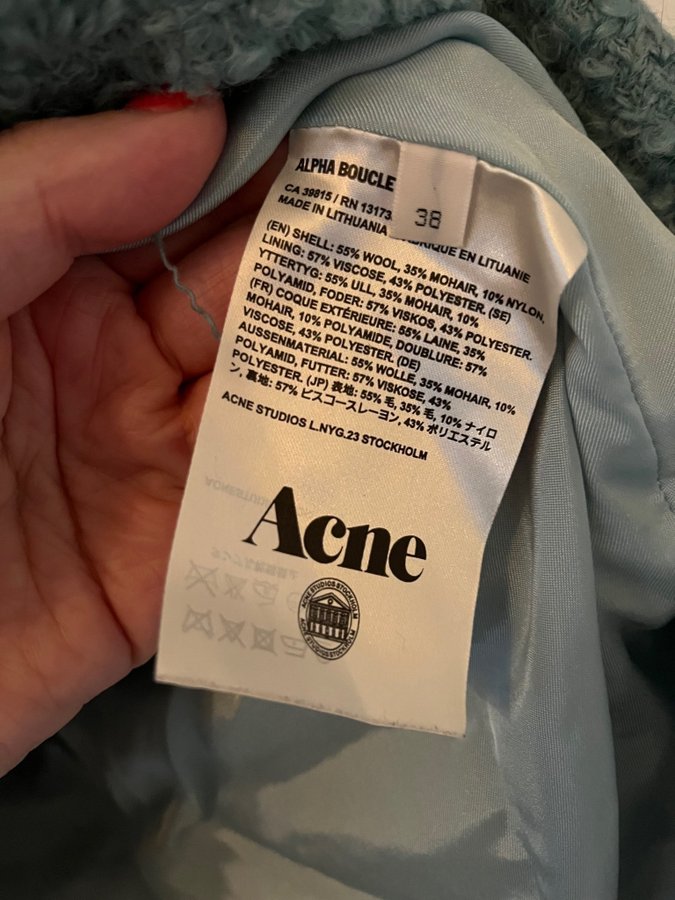 ALPHA BOUCLE
38
CA 39815 / RN 13173
MADE IN LITHUANIA
RIQUE EN LITUANIE
(EN) SHELL: 55% WOOL, 35% MOHAIR, 10% NYLON,
LINING: 57% VISCOSE, 43% POLYESTER. (SE)
YTTERTYG: 55% ULL, 35% MOHAIR, 10%
POLYAMID, FODER: 57% VISKOS, 43% POLYESTER.
(FR) COQUE EXTÉRIEURE: 55% LAINE, 35%
MOHAIR, 10% POLYAMIDE, DOUBLURE: 57%
VISCOSE, 43% POLYESTER. (DE)
AUSSENMATERIAL: 55% WOLLE, 35% MOHAIR, 10%
POLYAMID, FUTTER: 57% VISKOSE, 43%
POLYESTER. (JP) 表地: 55% 毛, 35% 毛, 10% ナイロ
ン, 裏地: 57% ビスコースレーヨン, 43% ポリエステル
ACNE STUDIOS L.NYG.23 STOCKHOLM
Acne
ACNE STUDIOS STOCKHOLM
ACNE STUDIOS STOCKHOLM